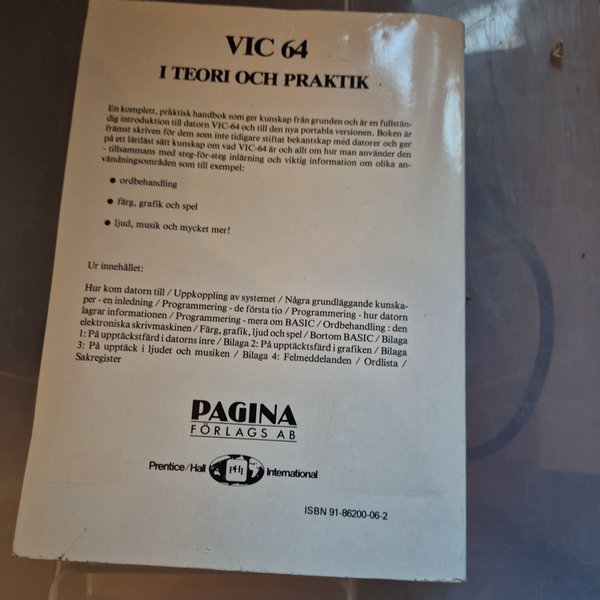 VIC 64
I TEORI OCH PRAKTIK
En komplett, praktisk handbok som ger kunskap från grunden och är en fullstän-
dig introduktion till datorn VIC-64 och till den nya portabla versionen. Boken är
främst skriven för dem som inte tidigare stiftat bekantskap med datorer och ger
på ett lättläst sätt kunskap om vad VIC-64 är och allt om hur man använder den
- tillsammans med steg-för-steg inlärning och viktig information om olika an-
vändningsområden som till exempel:
● ordbehandling
● färg, grafik och spel
● ljud, musik och mycket mer!
Ur innehållet:
Hur kom datorn till / Uppkoppling av systemet / Några grundläggande kunska-
per - en inledning / Programmering - de första tio / Programmering - hur datorn
lagrar informationen / Programmering - mera om BASIC / Ordbehandling : den
elektroniska skrivmaskinen / Färg, grafik, ljud och spel / Bortom BASIC / Bilaga
1: På upptäckstfärd i datorns inre / Bilaga 2: På upptäcktsfärd i grafiken / Bilaga
3: På upptäck i ljudet och musiken / Bilaga 4: Felmeddelanden / Ordlista /
Sakregister
PAGINA
FÖRLAGS AB
Prentice/Hall PHI International
ISBN 91-86200-06-2